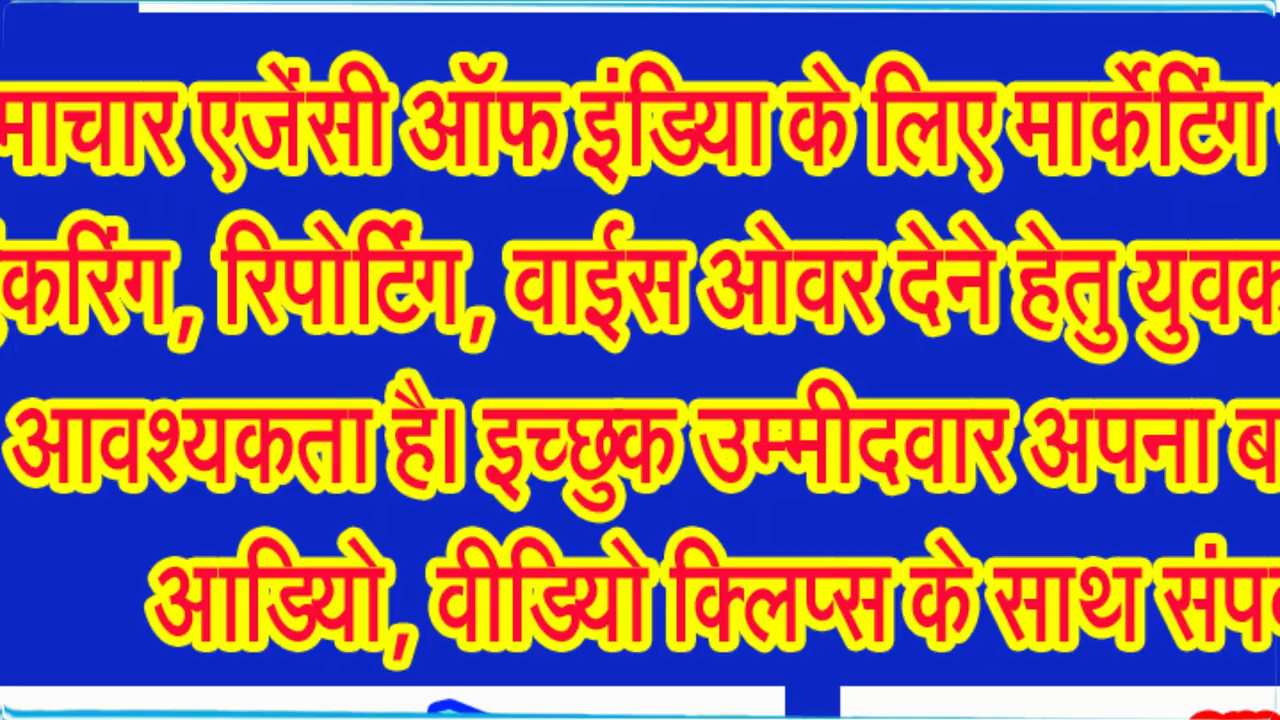 माचार एजेंसी ऑफ इंडिया के लिए मार्केटिंग
करिंग, रिपोर्टिंग, वाईस ओवर देने हेतु युवक
आवश्यकता है। इच्छुक उम्मीदवार अपना ब
आडियो, वीडियो क्लिप्स के साथ संप